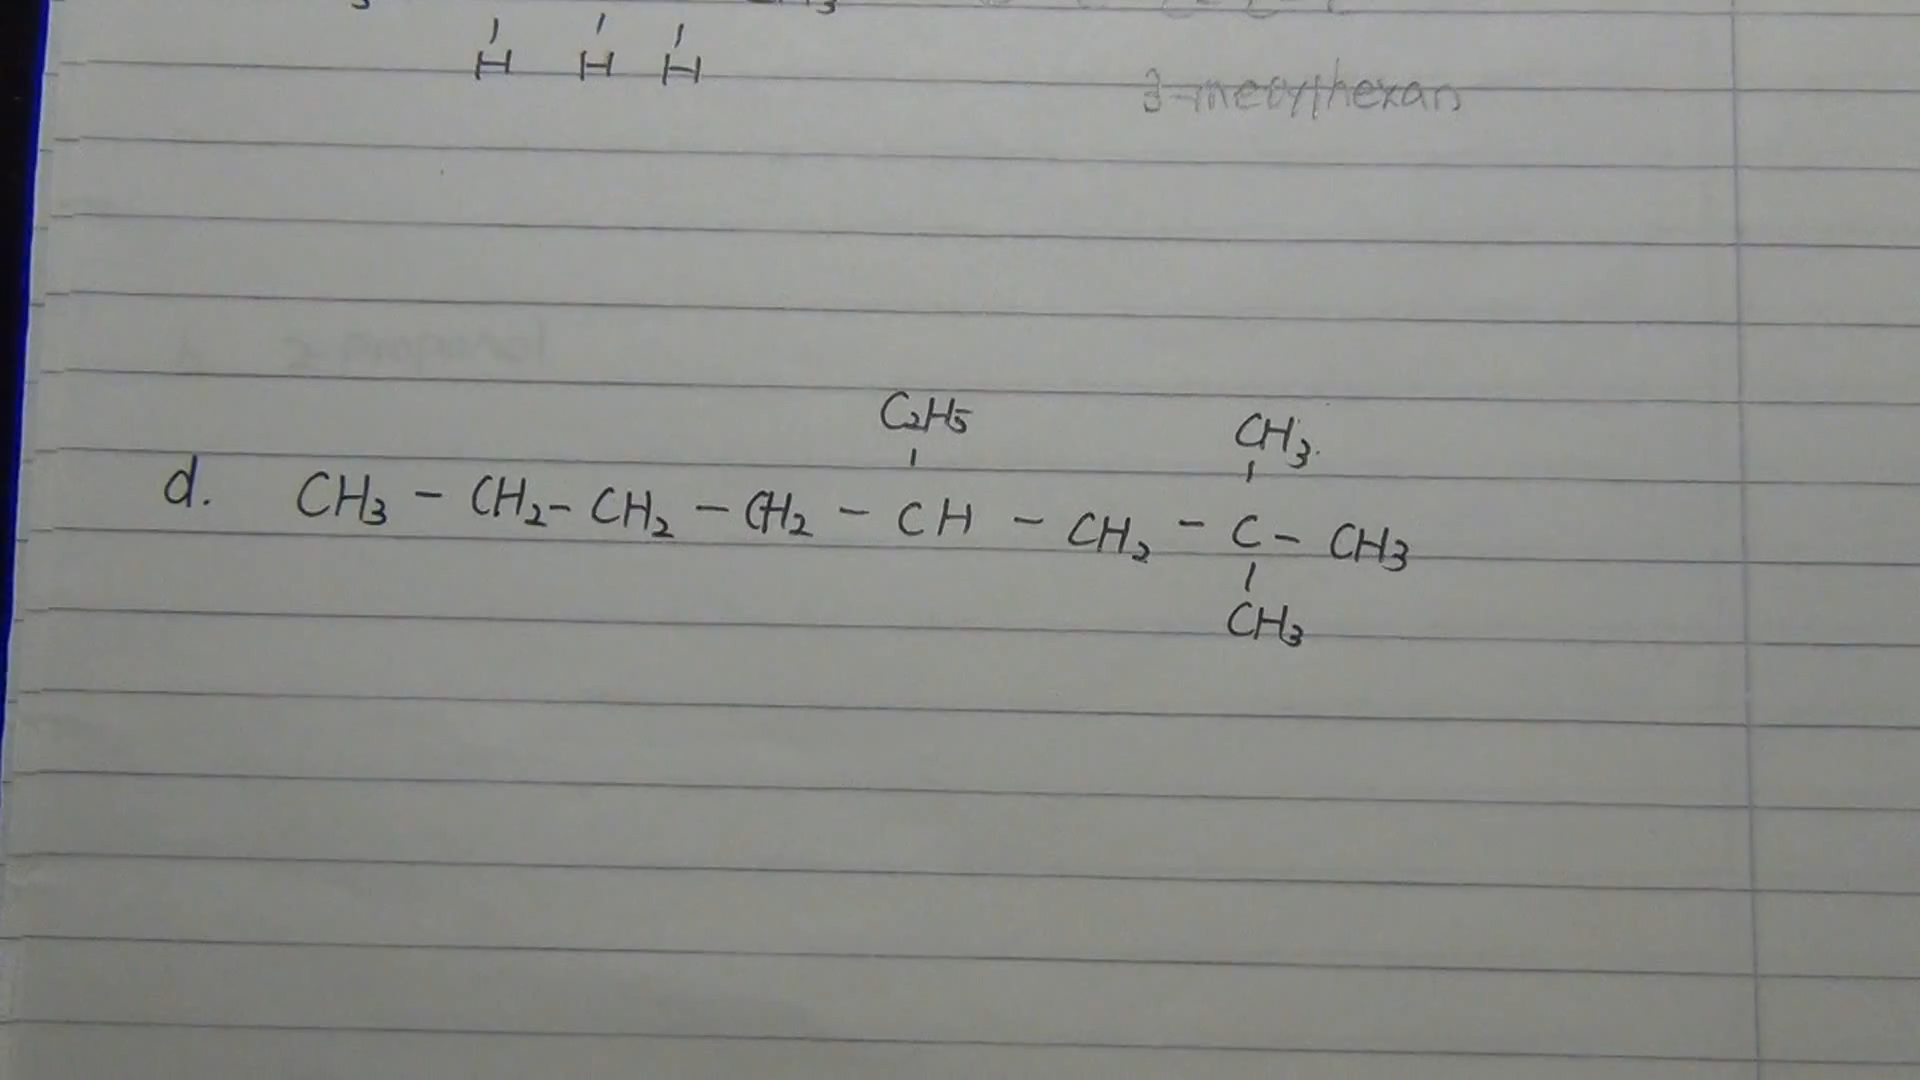 H H H
3-metylhexan
C2H5 CH3.
d. CH3 - CH2 - CH2 - CH2 - CH - CH2 - C - CH3
CH3